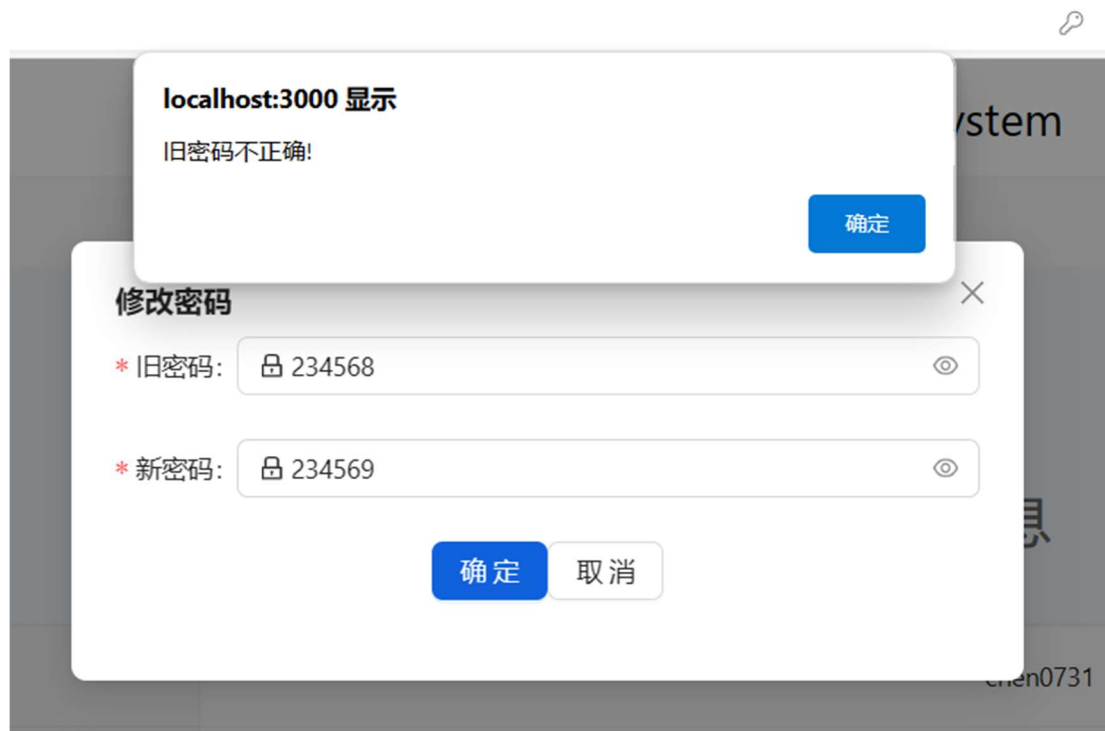 localhost:3000 显示
旧密码不正确!
确定
ystem
修改密码
* 旧密码: 234568
* 新密码: 234569
息
确定 取消
chen0731